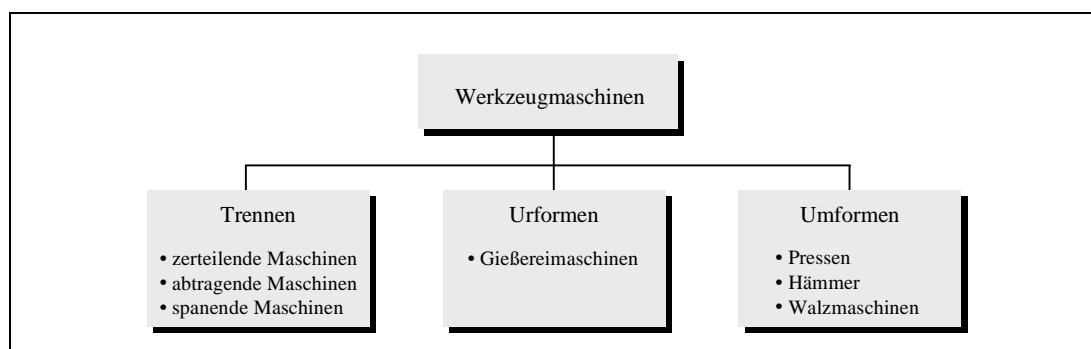 Werkzeugmaschinen
Trennen
• zerteilende Maschinen
• abtragende Maschinen
• spanende Maschinen
Urformen
• Gießereimaschinen
Umformen
• Pressen
• Hämmer
• Walzmaschinen